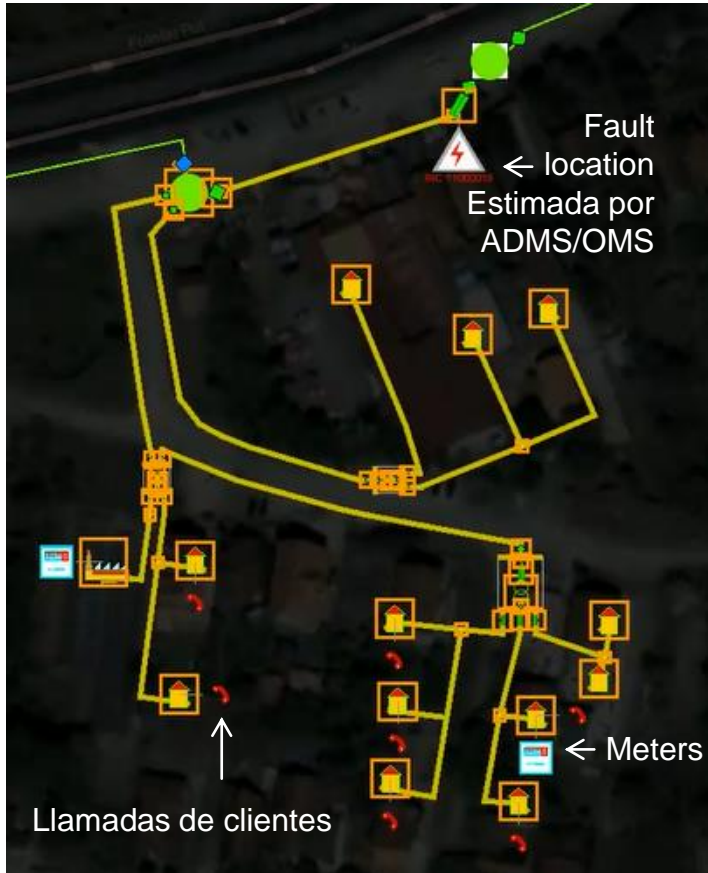 Fault
← location
Estimada por
ADMS/OMS
← Meters
Llamadas de clientes